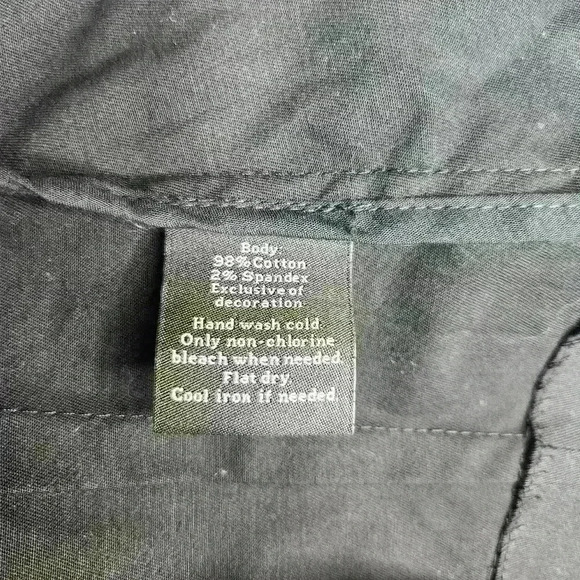 Body:
98% Cotton
2% Spandex
Exclusive of
decoration
Hand wash cold.
Only non-chlorine
bleach when needed.
Flat dry.
Cool iron if needed.